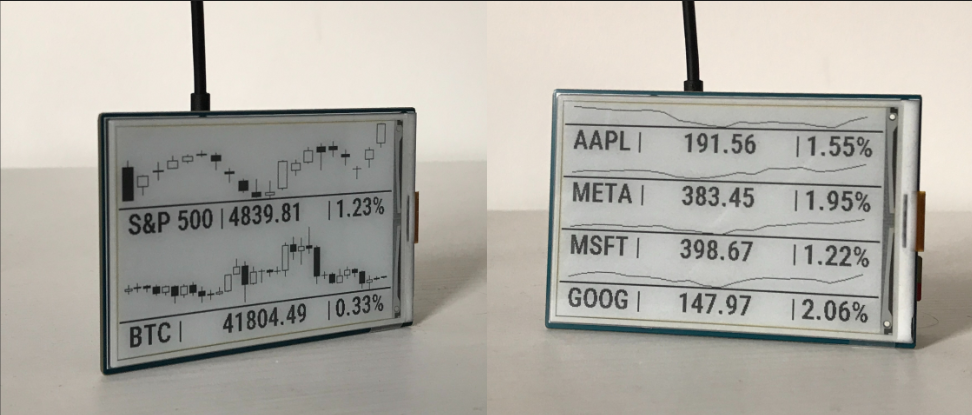 S&P 500 | 4839.81 | 1.23%
BTC | 41804.49 | 0.33%
AAPL | 191.56 | 1.55%
META | 383.45 | 1.95%
MSFT | 398.67 | 1.22%
GOOG | 147.97 | 2.06%